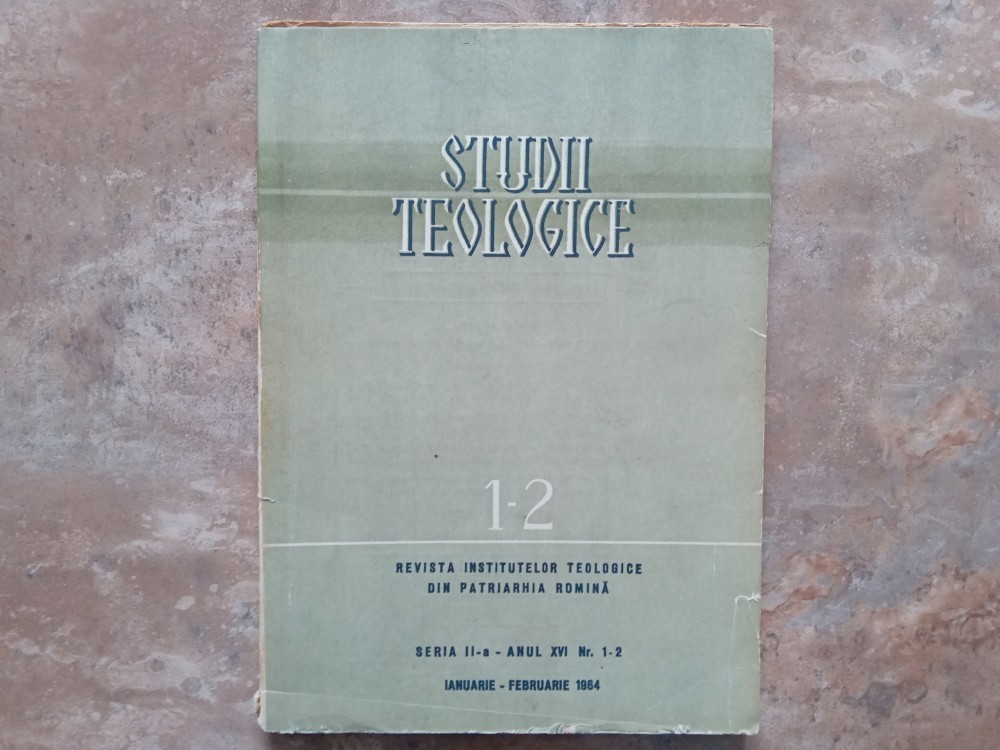 STUDII
TEOLOGICE
1-2
REVISTA INSTITUTELOR TEOLOGICE
DIN PATRIARHIA ROMINĂ
SERIA II-a - ANUL XVI Nr. 1-2
IANUARIE - FEBRUARIE 1964